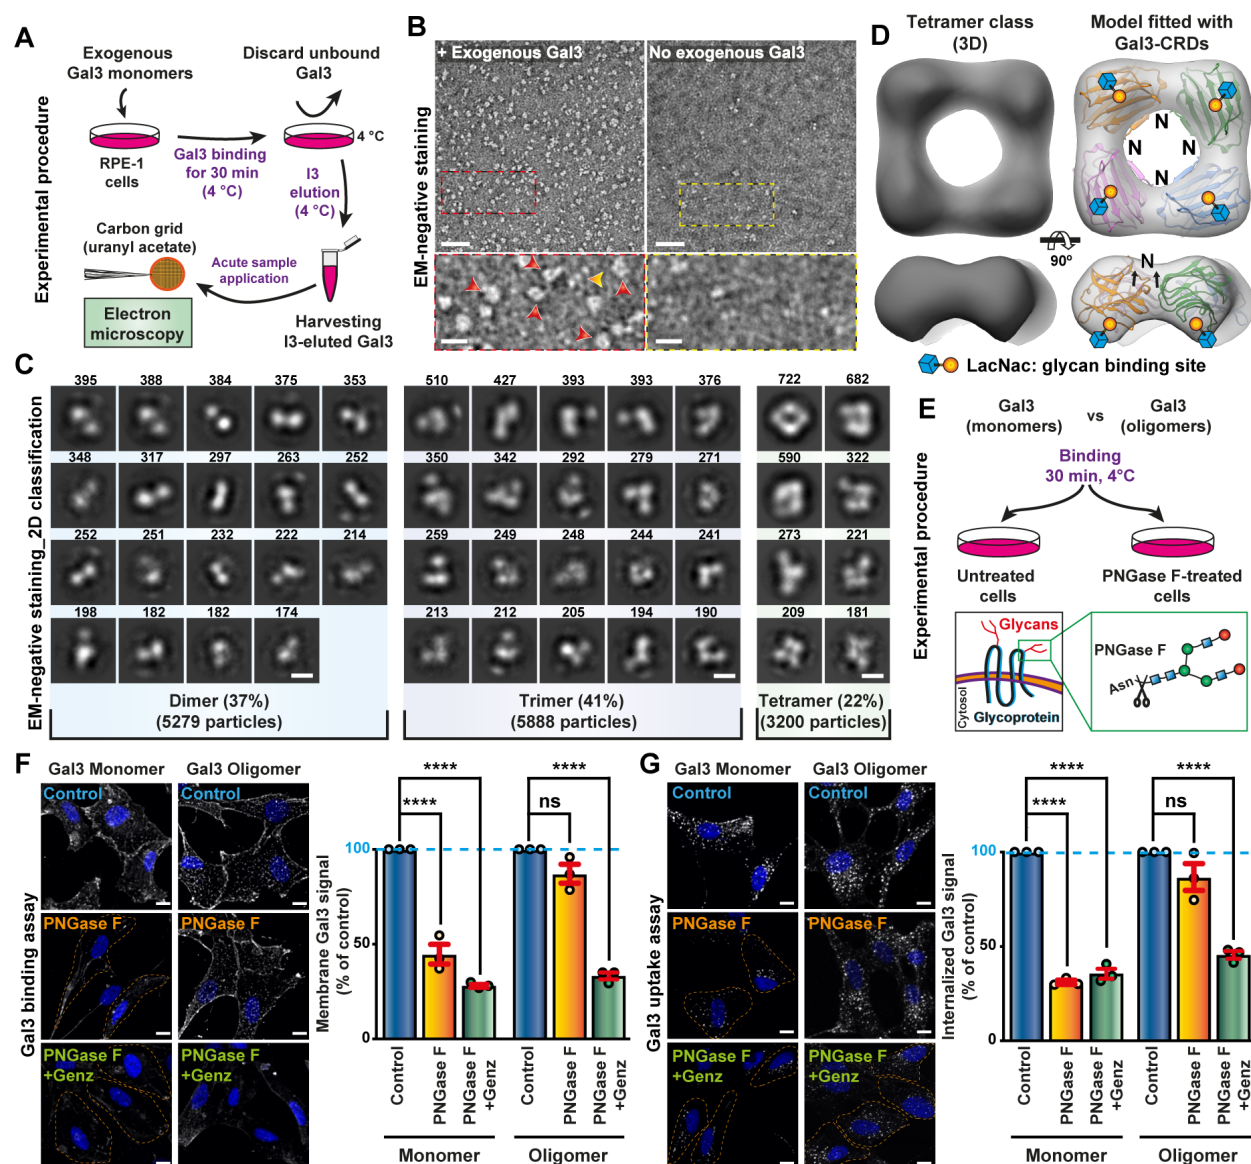 A
Experimental procedure
Exogenous
Gal3 monomers
Discard unbound
Gal3
4 °C
RPE-1
cells
Gal3 binding
for 30 min
(4 °C)
I3
elution
(4 °C)
Carbon grid
(uranyl acetate)
Acute sample
application
Electron
microscopy
Harvesting
I3-eluted Gal3
B
EM-negative staining
+ Exogenous Gal3
No exogenous Gal3
C
EM-negative staining_2D classification
395 388 384 375 353
348 317 297 263 252
252 251 232 222 214
198 182 182 174
Dimer (37%)
(5279 particles)
510 427 393 393 376
350 342 292 279 271
259 249 248 244 241
213 212 205 194 190
Trimer (41%)
(5888 particles)
722 682
590 322
273 221
209 181
Tetramer (22%)
(3200 particles)
D
Tetramer class
(3D)
Model fitted with
Gal3-CRDs
N
N N
N
90º
N
LacNac: glycan binding site
E
Experimental procedure
Gal3
(monomers)
vs
Gal3
(oligomers)
Binding
30 min, 4°C
Untreated
cells
PNGase F-treated
cells
Glycans
Cytosol
Glycoprotein
PNGase F
Asn
F
Gal3 binding assay
Gal3 Monomer Gal3 Oligomer
Control Control
PNGase F PNGase F
PNGase F
+Genz
Membrane Gal3 signal
(% of control)
100
50
0
**** ****
**** ns
Control
PNGase F
PNGase F
+Genz
Control
PNGase F
PNGase F
+Genz
Monomer Oligomer
G
Gal3 uptake assay
Gal3 Monomer Gal3 Oligomer
Control Control
PNGase F PNGase F
PNGase F PNGase F
+Genz +Genz
Internalized Gal3 signal
(% of control)
100
50
0
**** ****
**** ns
Control
PNGase F
PNGase F
+Genz
Control
PNGase F
PNGase F
+Genz
Monomer Oligomer